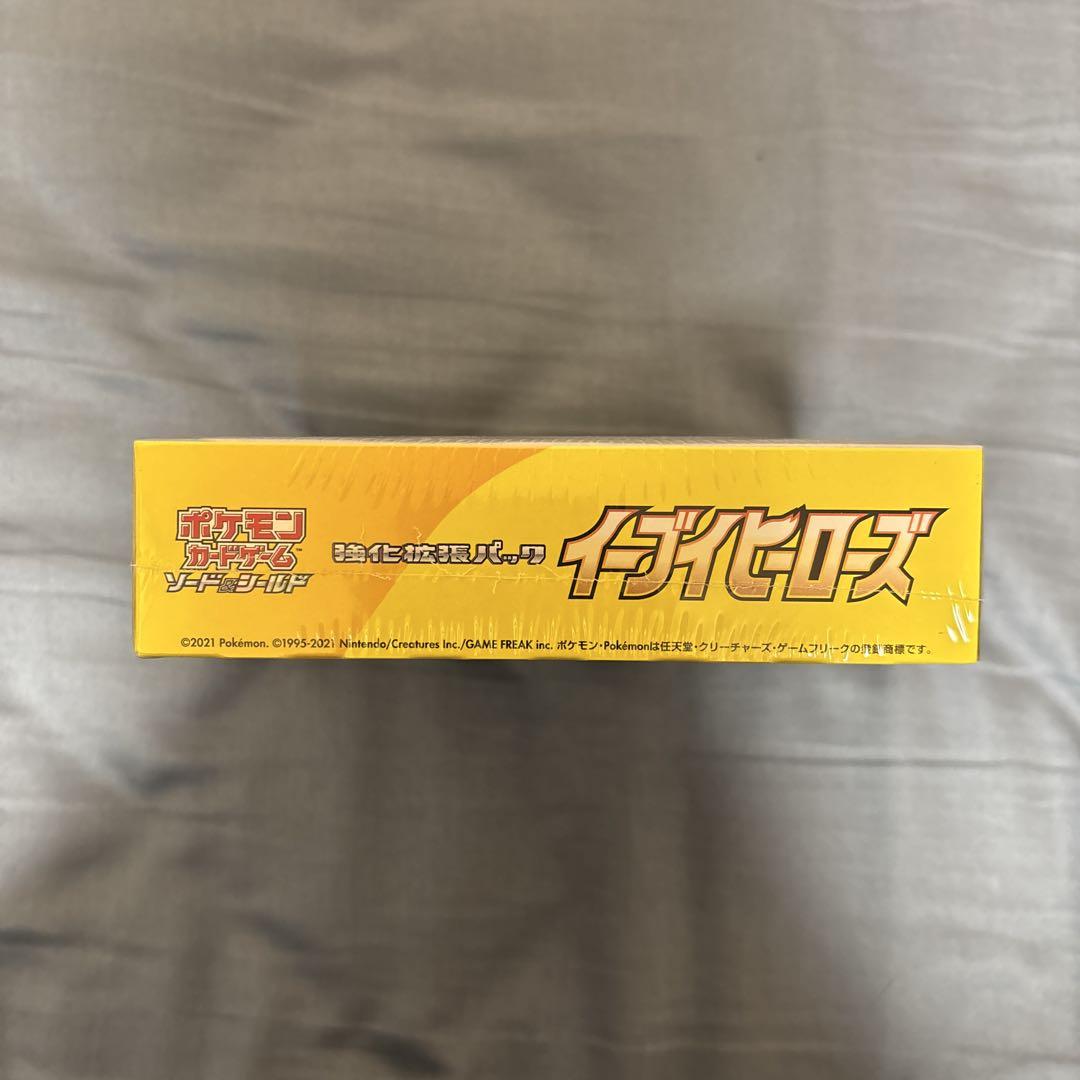 ポケモン
カードゲーム™
ソード&シールド
強化拡張パック
イーブイヒーローズ
©2021 Pokémon. ©1995-2021 Nintendo/Creatures Inc./GAME FREAK inc. ポケモン・Pokémonは任天堂・クリーチャーズ・ゲームフリークの登録商標です。